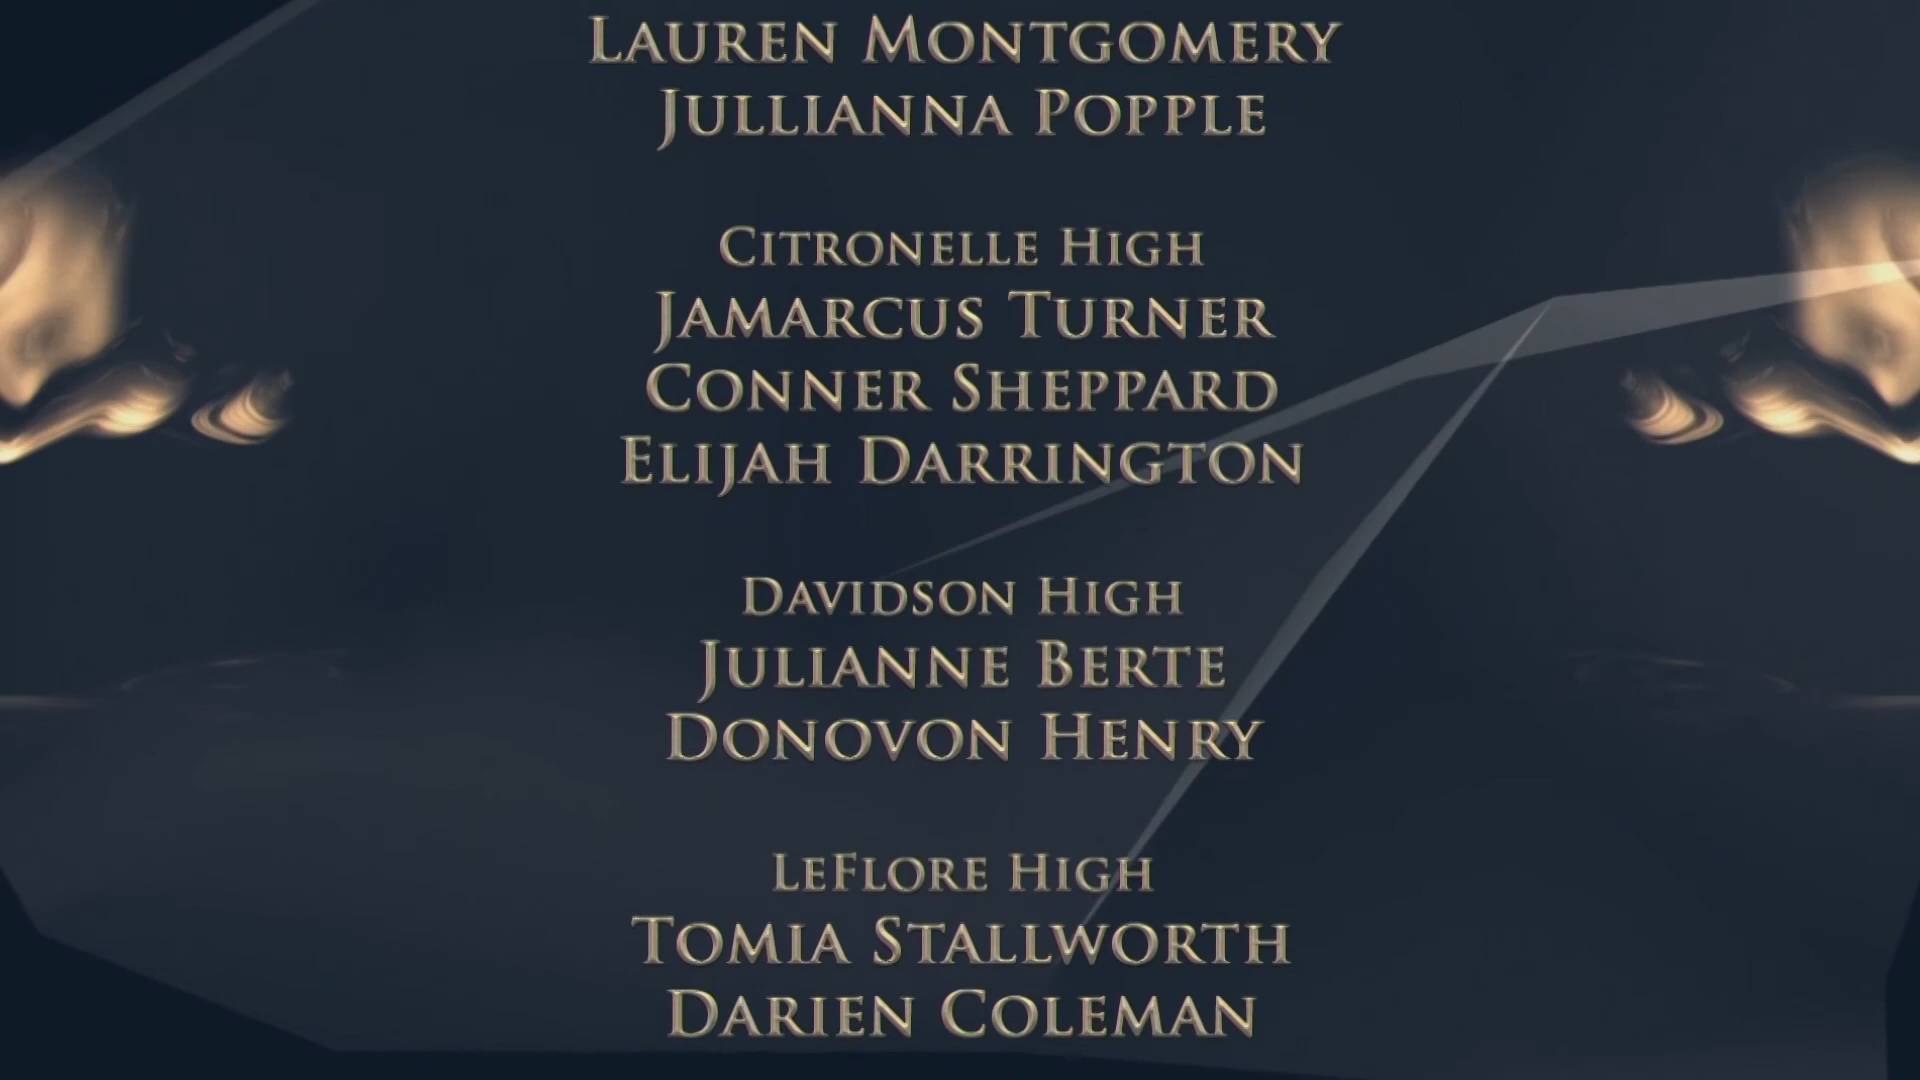 Lauren Montgomery
Jullianna Popple
Citronelle High
Jamarcus Turner
Conner Sheppard
Elijah Darrington
Davidson High
Julianne Berte
Donovon Henry
LeFlore High
Tomia Stallworth
Darien Coleman